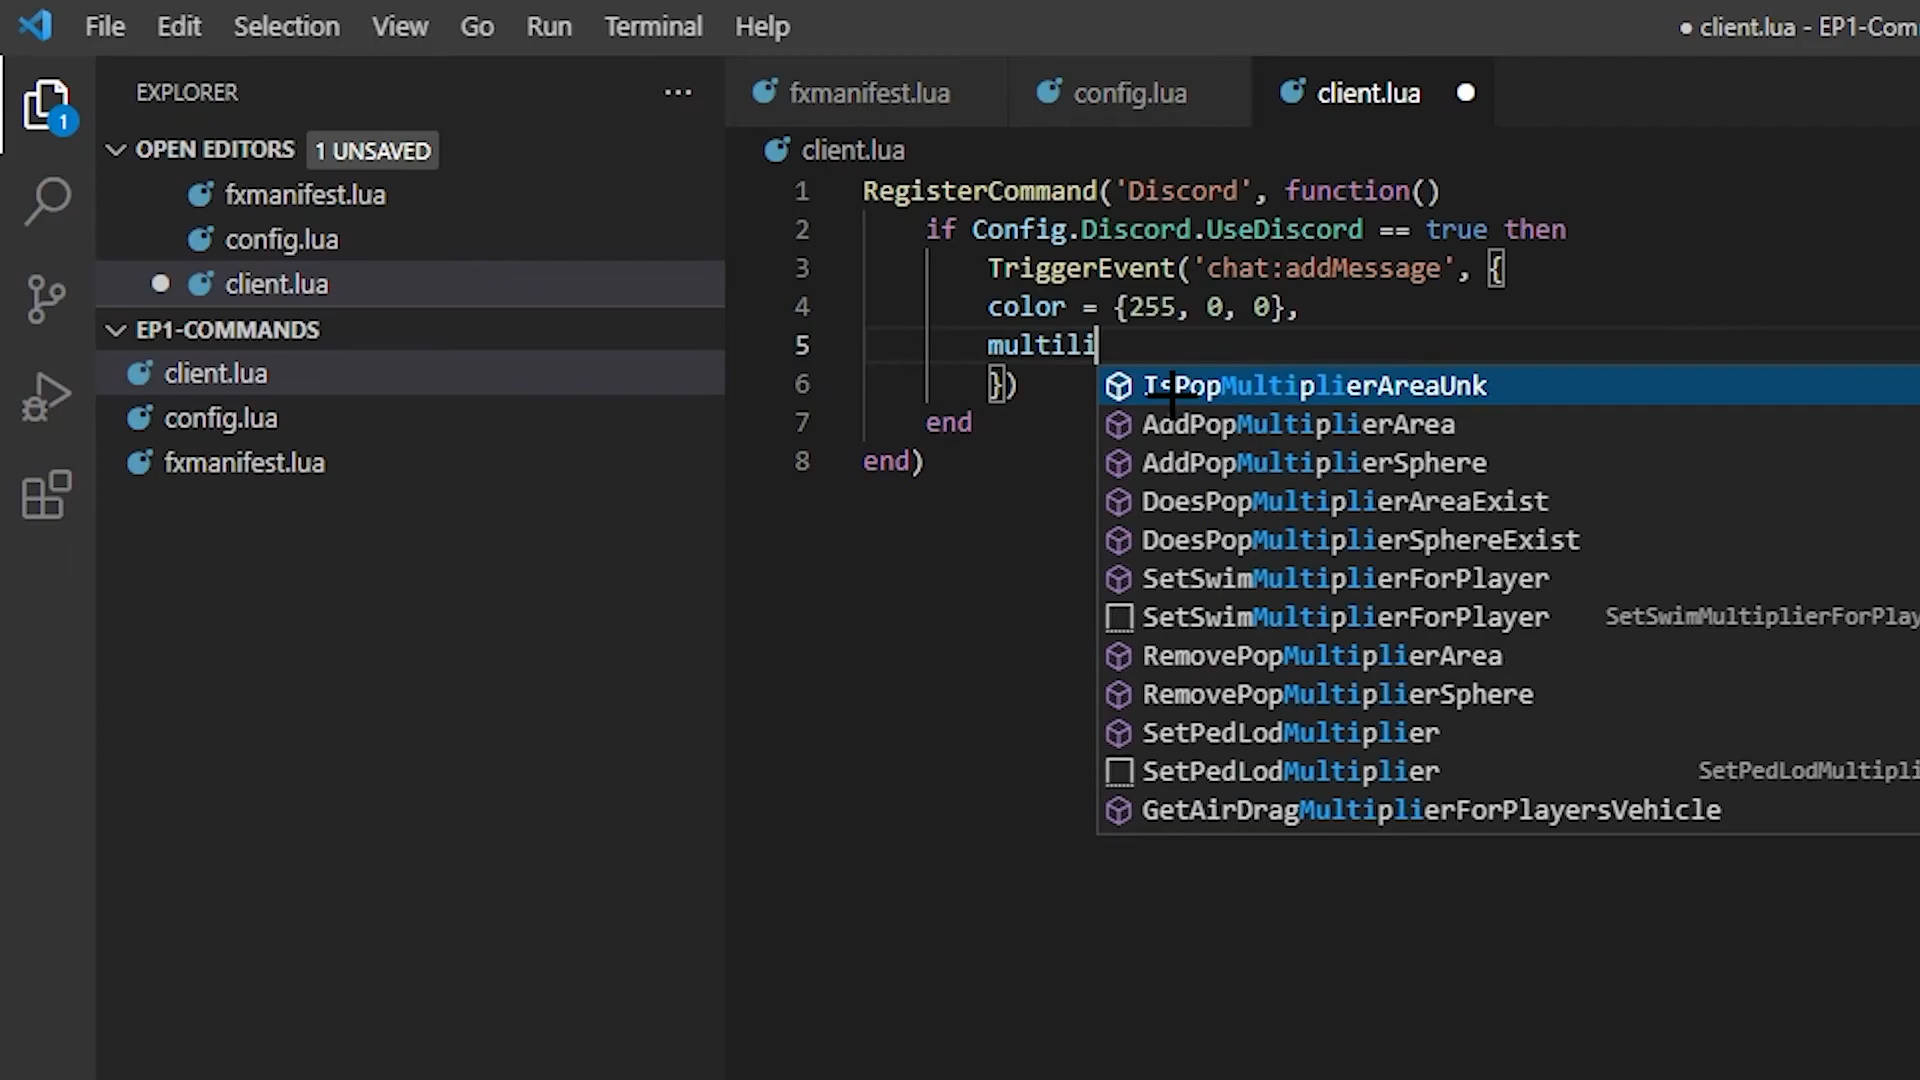 File Edit Selection View Go Run Terminal Help
● client.lua - EP1-Com
EXPLORER ...
fxmanifest.lua config.lua client.lua
1
OPEN EDITORS 1 UNSAVED
fxmanifest.lua
config.lua
client.lua
EP1-COMMANDS
client.lua
config.lua
fxmanifest.lua
client.lua
1 RegisterCommand('Discord', function()
2 if Config.Discord.UseDiscord == true then
3 TriggerEvent('chat:addMessage', {
4 color = {255, 0, 0},
5 multili
6 })
7 end
8 end)
IsPopMultiplierAreaUnk
AddPopMultiplierArea
AddPopMultiplierSphere
DoesPopMultiplierAreaExist
DoesPopMultiplierSphereExist
SetSwimMultiplierForPlayer
SetSwimMultiplierForPlayer SetSwimMultiplierForPlay
RemovePopMultiplierArea
RemovePopMultiplierSphere
SetPedLodMultiplier
SetPedLodMultiplier SetPedLodMultipli
GetAirDragMultiplierForPlayersVehicle